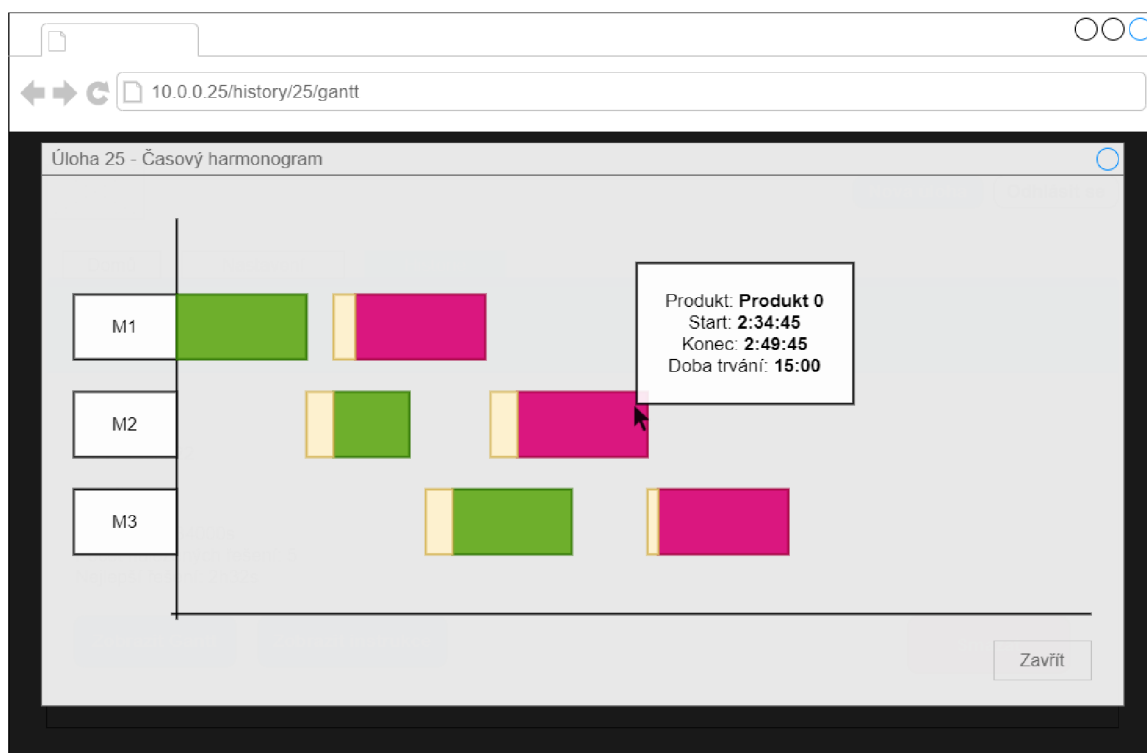 10.0.0.25/history/25/gantt
Úloha 25 - Časový harmonogram
Produkt: Produkt 0
Start: 2:34:45
Konec: 2:49:45
Doba trvání: 15:00
M1
M2
M3
Zavřít